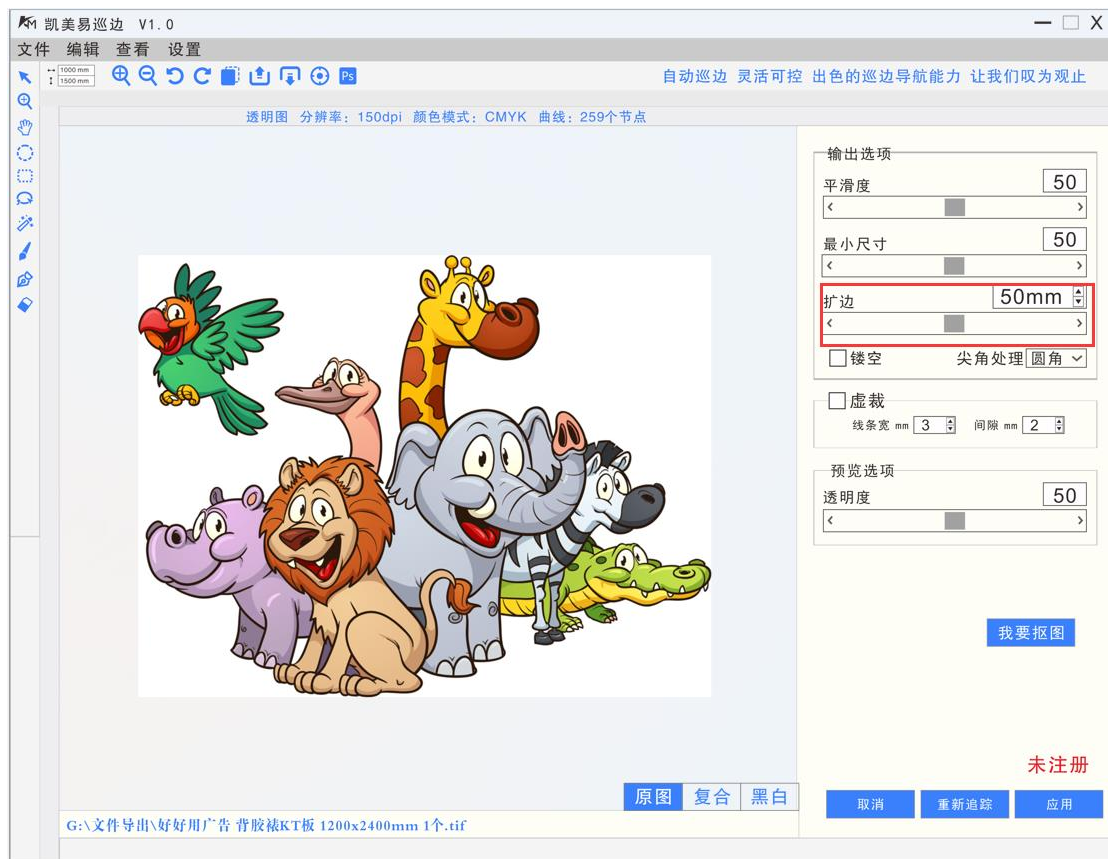 KM 凯美易巡边 V1.0
文件 编辑 查看 设置
1000 mm
1500 mm
Ps
自动巡边 灵活可控 出色的巡边导航能力 让我们叹为观止
透明图 分辨率：150dpi 颜色模式：CMYK 曲线：259个节点
输出选项
平滑度 50
最小尺寸 50
扩边 50mm
镂空 尖角处理 圆角
虚裁
线条宽 mm 3 间隙 mm 2
预览选项
透明度 50
我要抠图
未注册
原图 复合 黑白
取消 重新追踪 应用
G:\文件导出\好好用广告 背胶裱KT板 1200x2400mm 1个.tif